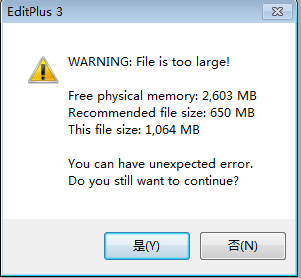 EditPlus 3
WARNING: File is too large!
Free physical memory: 2,603 MB
Recommended file size: 650 MB
This file size: 1,064 MB
You can have unexpected error.
Do you still want to continue?
是(Y)
否(N)